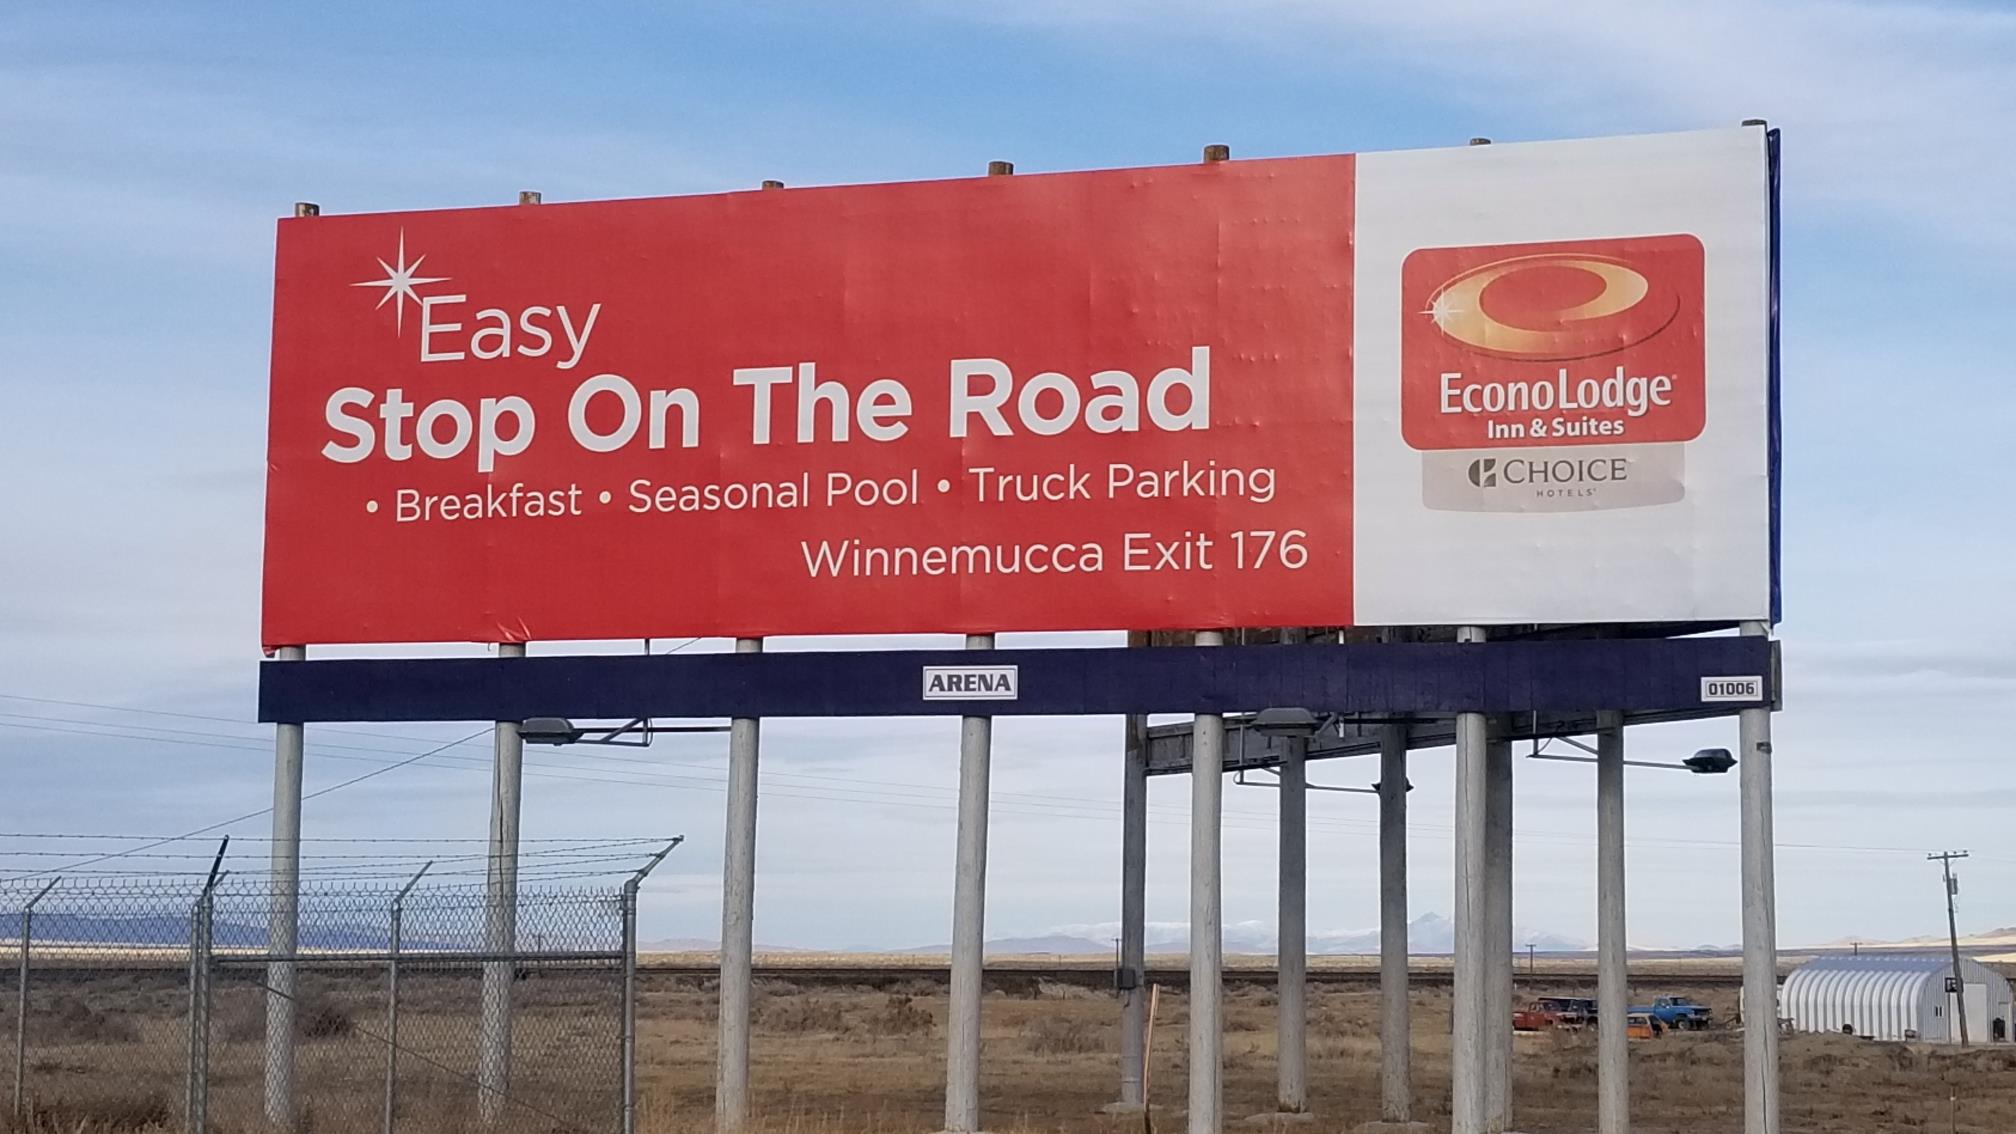 Easy
Stop On The Road
• Breakfast • Seasonal Pool • Truck Parking
Winnemucca Exit 176
EconoLodge
Inn & Suites
CHOICE
HOTELS
ARENA
01006